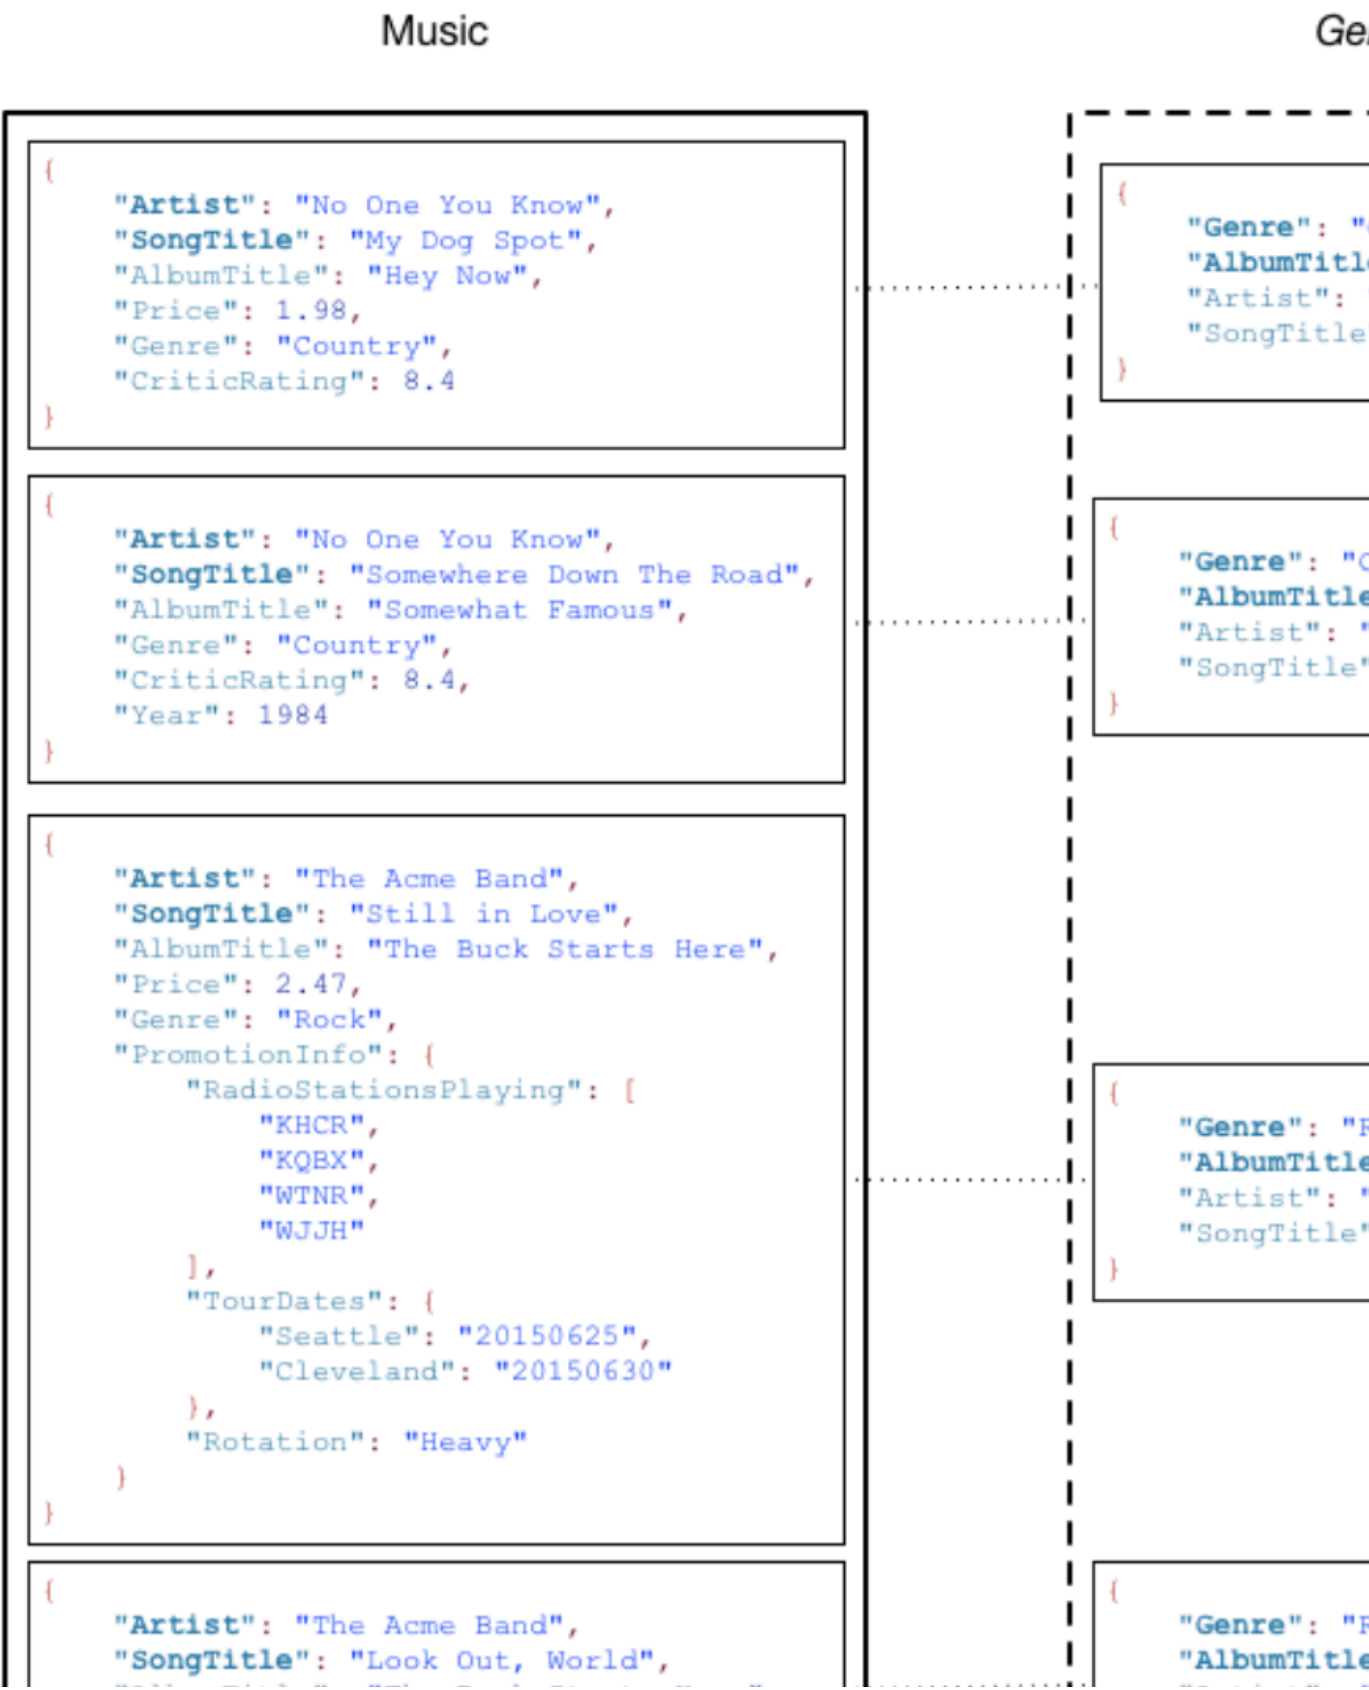 Music
{
"Artist": "No One You Know",
"SongTitle": "My Dog Spot",
"AlbumTitle": "Hey Now",
"Price": 1.98,
"Genre": "Country",
"CriticRating": 8.4
}
{
"Artist": "No One You Know",
"SongTitle": "Somewhere Down The Road",
"AlbumTitle": "Somewhat Famous",
"Genre": "Country",
"CriticRating": 8.4,
"Year": 1984
}
{
"Artist": "The Acme Band",
"SongTitle": "Still in Love",
"AlbumTitle": "The Buck Starts Here",
"Price": 2.47,
"Genre": "Rock",
"PromotionInfo": {
"RadioStationsPlaying": [
"KHCR",
"KQBX",
"WTNR",
"WJJH"
],
"TourDates": {
"Seattle": "20150625",
"Cleveland": "20150630"
},
"Rotation": "Heavy"
}
}
{
"Artist": "The Acme Band",
"SongTitle": "Look Out, World",
{
"Genre":
"AlbumTitle
"Artist":
"SongTitle
}
{
"Genre":
"AlbumTitle
"Artist": "
"SongTitle"
}
{
"Genre":
"AlbumTitle
"Artist": "
"SongTitle"
}
{
"Genre":
"AlbumTitle